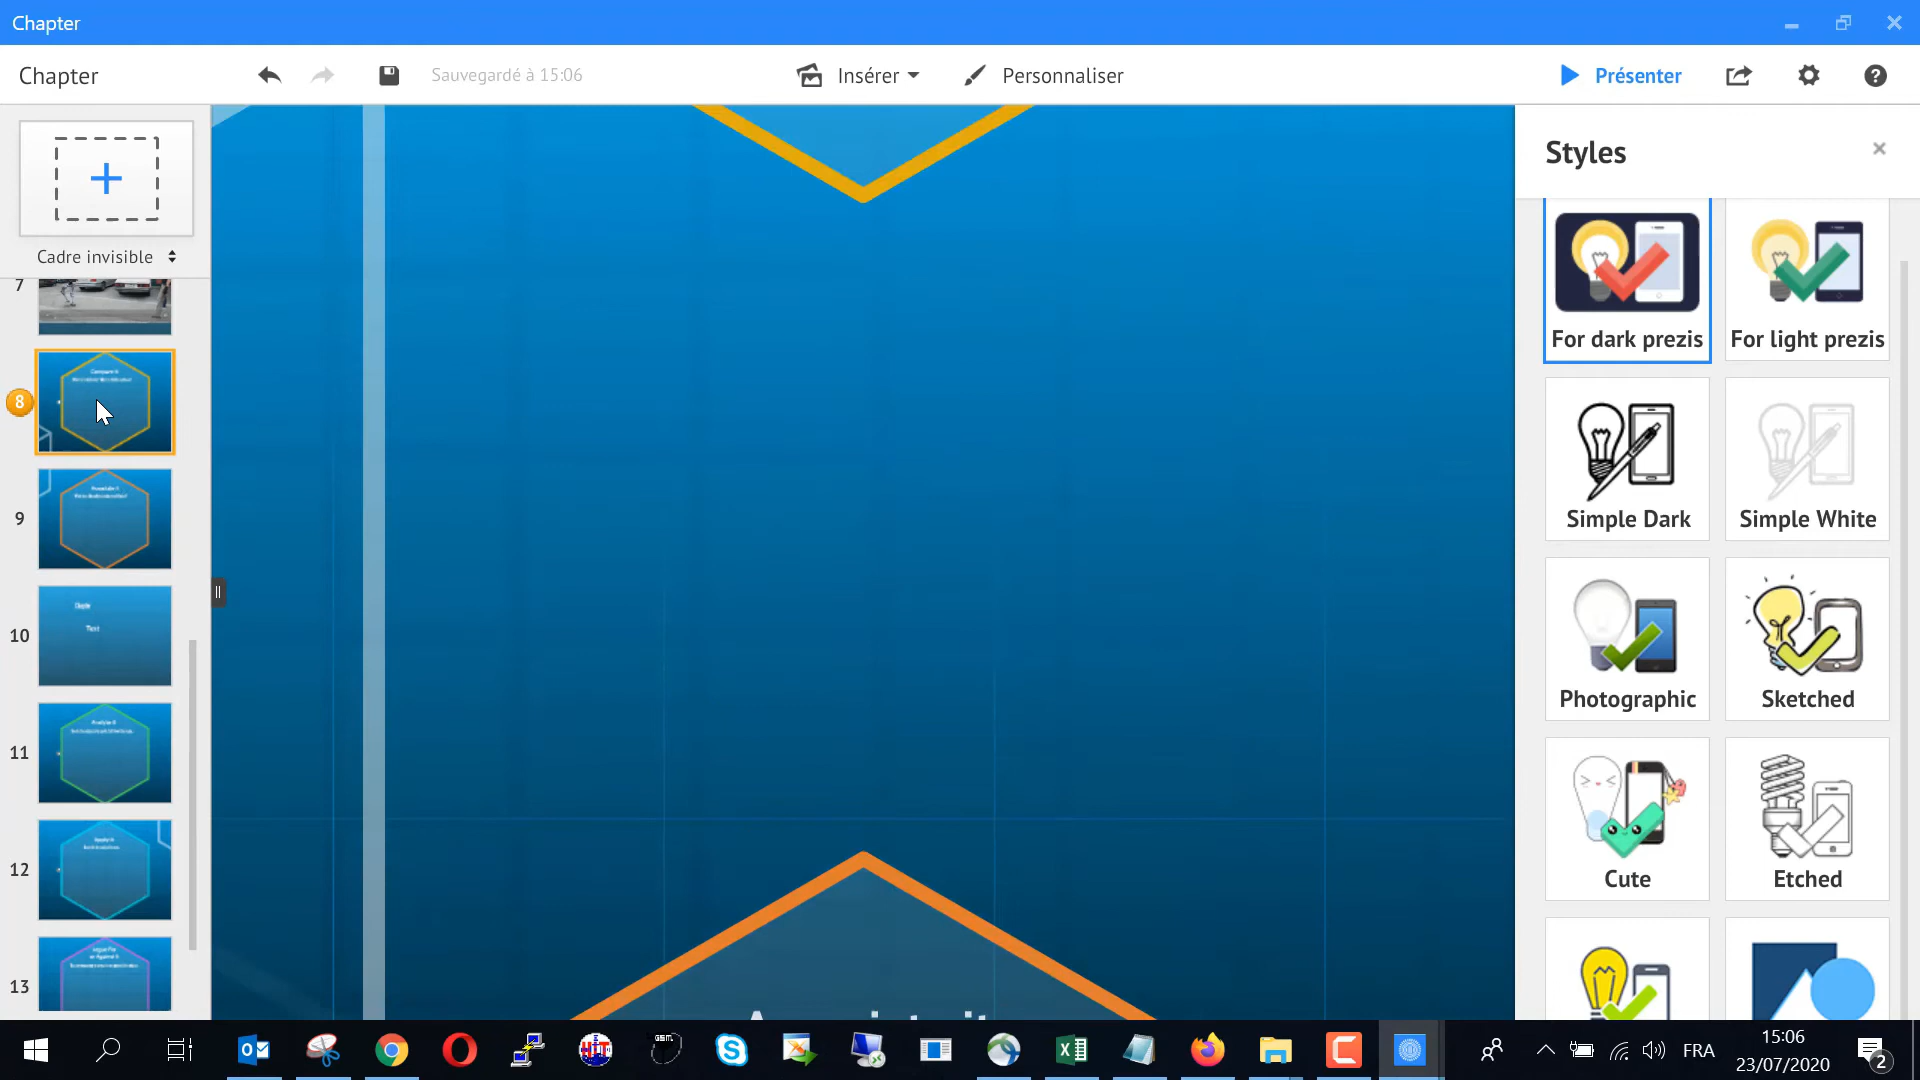 Chapter
Chapter
Sauvegardé à 15:06
Insérer
Personnaliser
Présenter
Cadre invisible
7
8
9
10
11
12
13
Styles
For dark prezis
For light prezis
Simple Dark
Simple White
Photographic
Sketched
Cute
Etched
FRA
15:06
23/07/2020
2